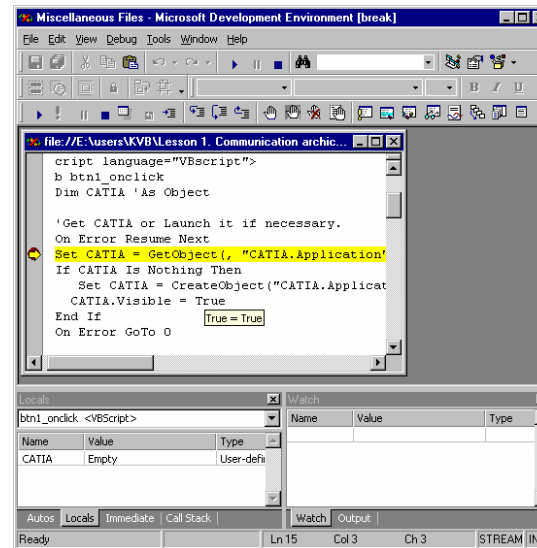 Miscellaneous Files - Microsoft Development Environment [break]
File Edit View Debug Tools Window Help
B I U
file://E:\users\KVB\Lesson 1. Communication archic...
cript language="VBscript">
b btn1_onclick
Dim CATIA 'As Object
'Get CATIA or Launch it if necessary.
On Error Resume Next
Set CATIA = GetObject(, "CATIA.Application"
If CATIA Is Nothing Then
Set CATIA = CreateObject("CATIA.Applicat
CATIA.Visible = True
End If
True = True
On Error GoTo 0
Locals
Watch
btn1_onclick <VBScript>
Name Value Type
Name Value Type
CATIA Empty User-defin
Autos Locals Immediate Call Stack
Watch Output
Ready Ln 15 Col 3 Ch 3 STREAM IN